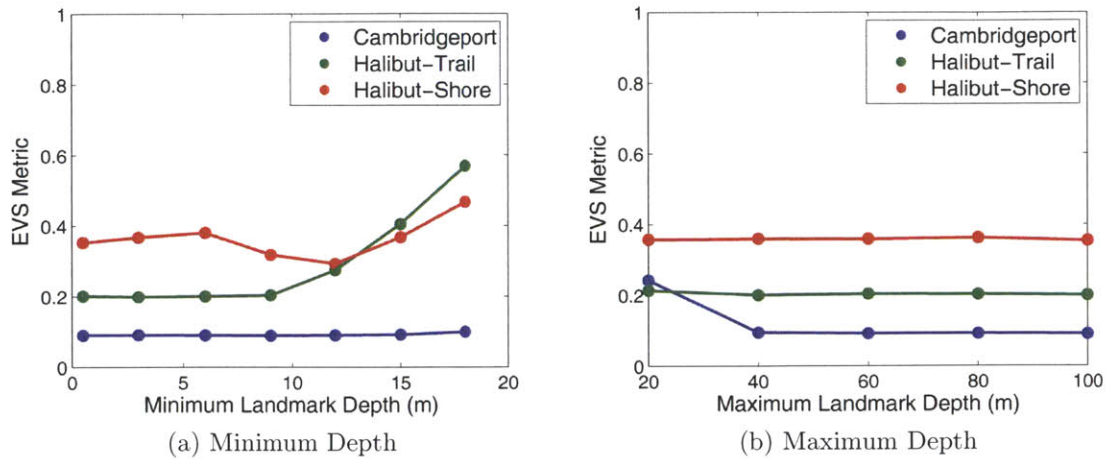 1
0.8
0.6
0.4
0.2
0
EVS Metric
Cambridgeport
Halibut-Trail
Halibut-Shore
0 5 10 15 20
Minimum Landmark Depth (m)
(a) Minimum Depth
1
0.8
0.6
0.4
0.2
0
EVS Metric
Cambridgeport
Halibut-Trail
Halibut-Shore
20 40 60 80 100
Maximum Landmark Depth (m)
(b) Maximum Depth